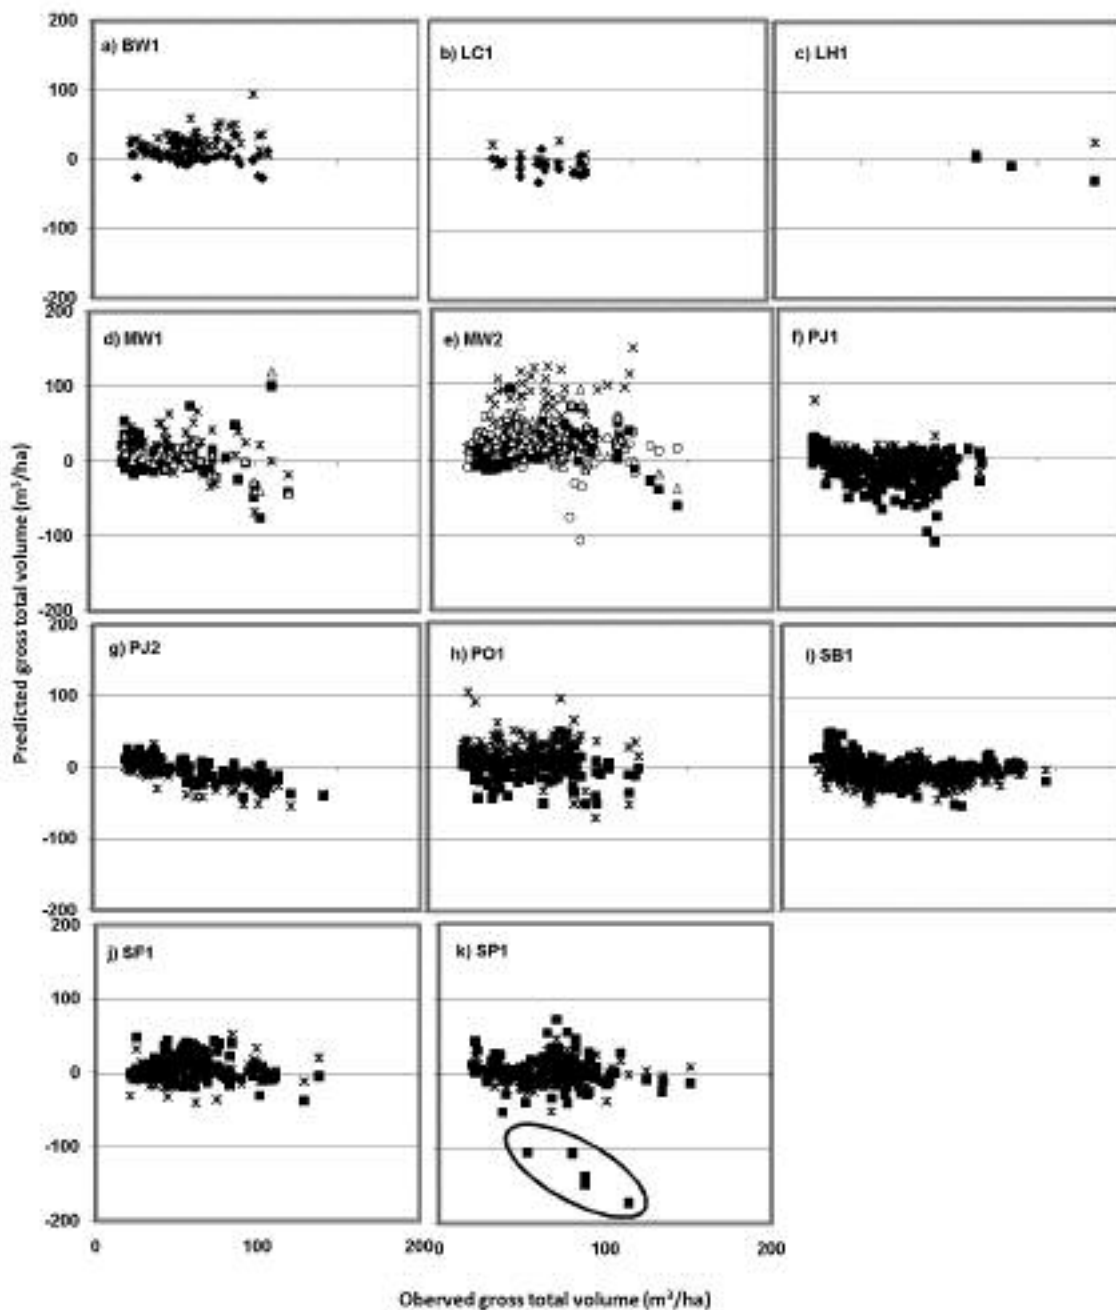 200
100
0
-100
-200
a) BW1
b) LC1
c) LH1
200
100
0
-100
-200
d) MW1
e) MW2
f) PJ1
200
100
0
-100
-200
g) PJ2
h) PO1
i) SB1
200
100
0
-100
-200
j) SF1
k) SP1
0
100
200
0
100
200
Predicted gross total volume (m³/ha)
Oberved gross total volume (m³/ha)